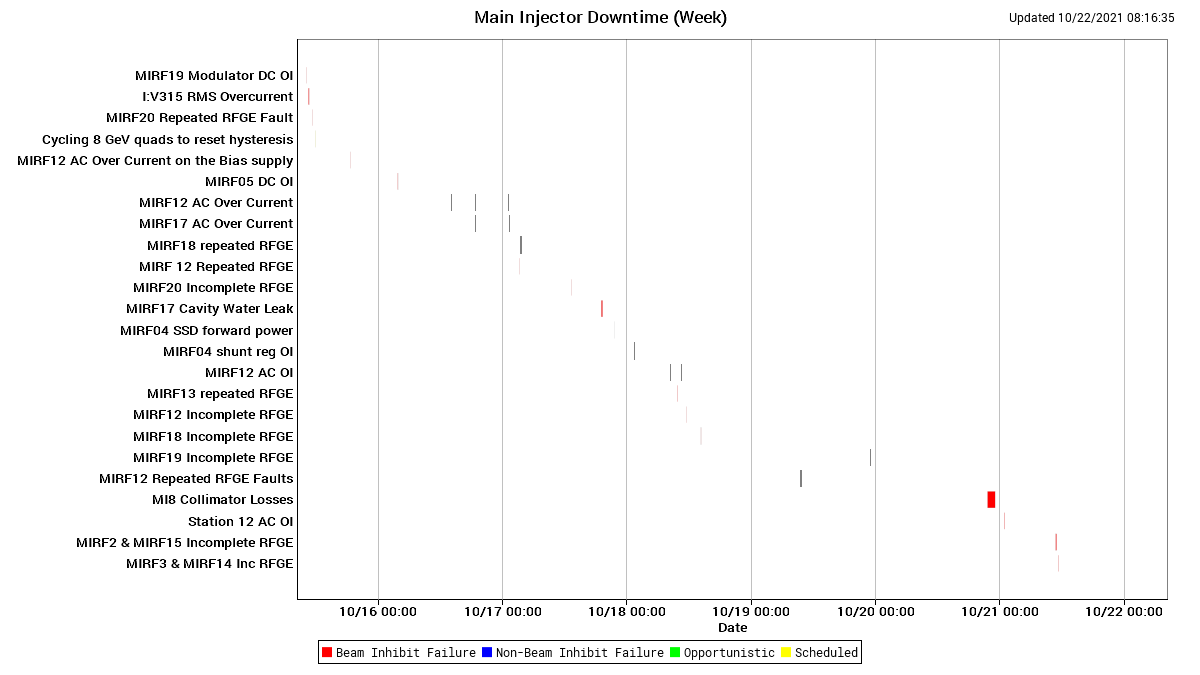 Main Injector Downtime (Week)
Updated 10/22/2021 08:16:35
MIRF19 Modulator DC OI
I:V315 RMS Overcurrent
MIRF20 Repeated RFGE Fault
Cycling 8 GeV quads to reset hysteresis
MIRF12 AC Over Current on the Bias supply
MIRF05 DC OI
MIRF12 AC Over Current
MIRF17 AC Over Current
MIRF18 repeated RFGE
MIRF 12 Repeated RFGE
MIRF20 Incomplete RFGE
MIRF17 Cavity Water Leak
MIRF04 SSD forward power
MIRF04 shunt reg OI
MIRF12 AC OI
MIRF13 repeated RFGE
MIRF12 Incomplete RFGE
MIRF18 Incomplete RFGE
MIRF19 Incomplete RFGE
MIRF12 Repeated RFGE Faults
MI8 Collimator Losses
Station 12 AC OI
MIRF2 & MIRF15 Incomplete RFGE
MIRF3 & MIRF14 Inc RFGE
10/16 00:00 10/17 00:00 10/18 00:00 10/19 00:00 10/20 00:00 10/21 00:00 10/22 00:00
Date
Beam Inhibit Failure Non-Beam Inhibit Failure Opportunistic Scheduled